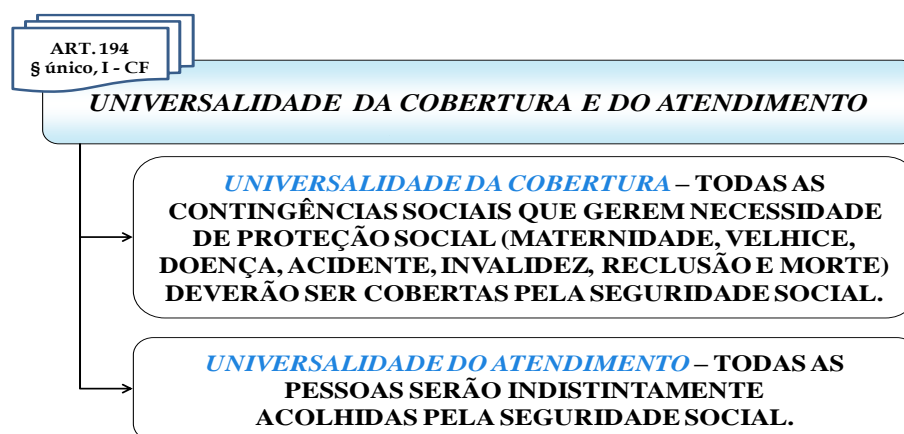 ART. 194
§ único, I - CF
UNIVERSALIDADE DA COBERTURA E DO ATENDIMENTO
UNIVERSALIDADE DA COBERTURA – TODAS AS
CONTINGÊNCIAS SOCIAIS QUE GEREM NECESSIDADE
DE PROTEÇÃO SOCIAL (MATERNIDADE, VELHICE,
DOENÇA, ACIDENTE, INVALIDEZ, RECLUSÃO E MORTE)
DEVERÃO SER COBERTAS PELA SEGURIDADE SOCIAL.
UNIVERSALIDADE DO ATENDIMENTO – TODAS AS
PESSOAS SERÃO INDISTINTAMENTE
ACOLHIDAS PELA SEGURIDADE SOCIAL.